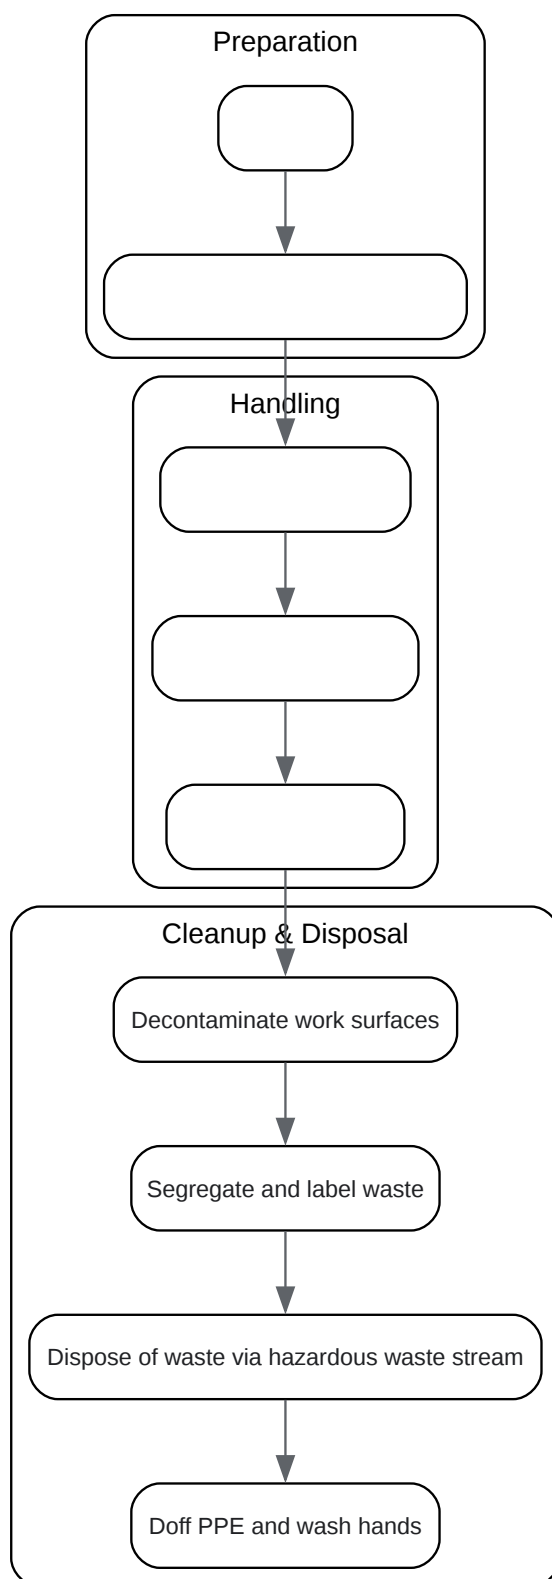 Preparation
Handling
Cleanup & Disposal
Decontaminate work surfaces
Segregate and label waste
Dispose of waste via hazardous waste stream
Doff PPE and wash hands